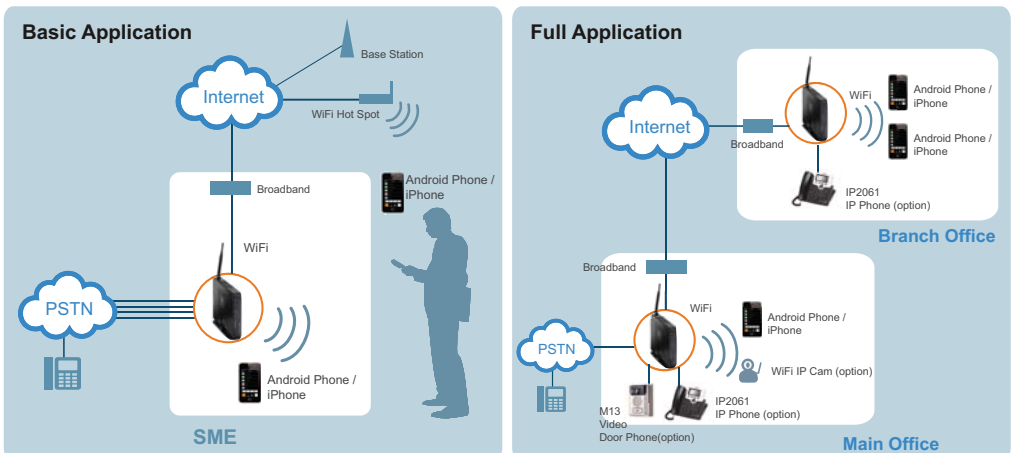 Basic Application
Base Station
Internet
WiFi Hot Spot
Broadband
Android Phone /
iPhone
WiFi
PSTN
Android Phone /
iPhone
SME
Full Application
WiFi
Android Phone /
iPhone
Internet
Broadband
Android Phone /
iPhone
IP2061
IP Phone (option)
Branch Office
Broadband
WiFi
Android Phone /
iPhone
PSTN
WiFi IP Cam (option)
M13
Video
Door Phone(option)
IP2061
IP Phone (option)
Main Office